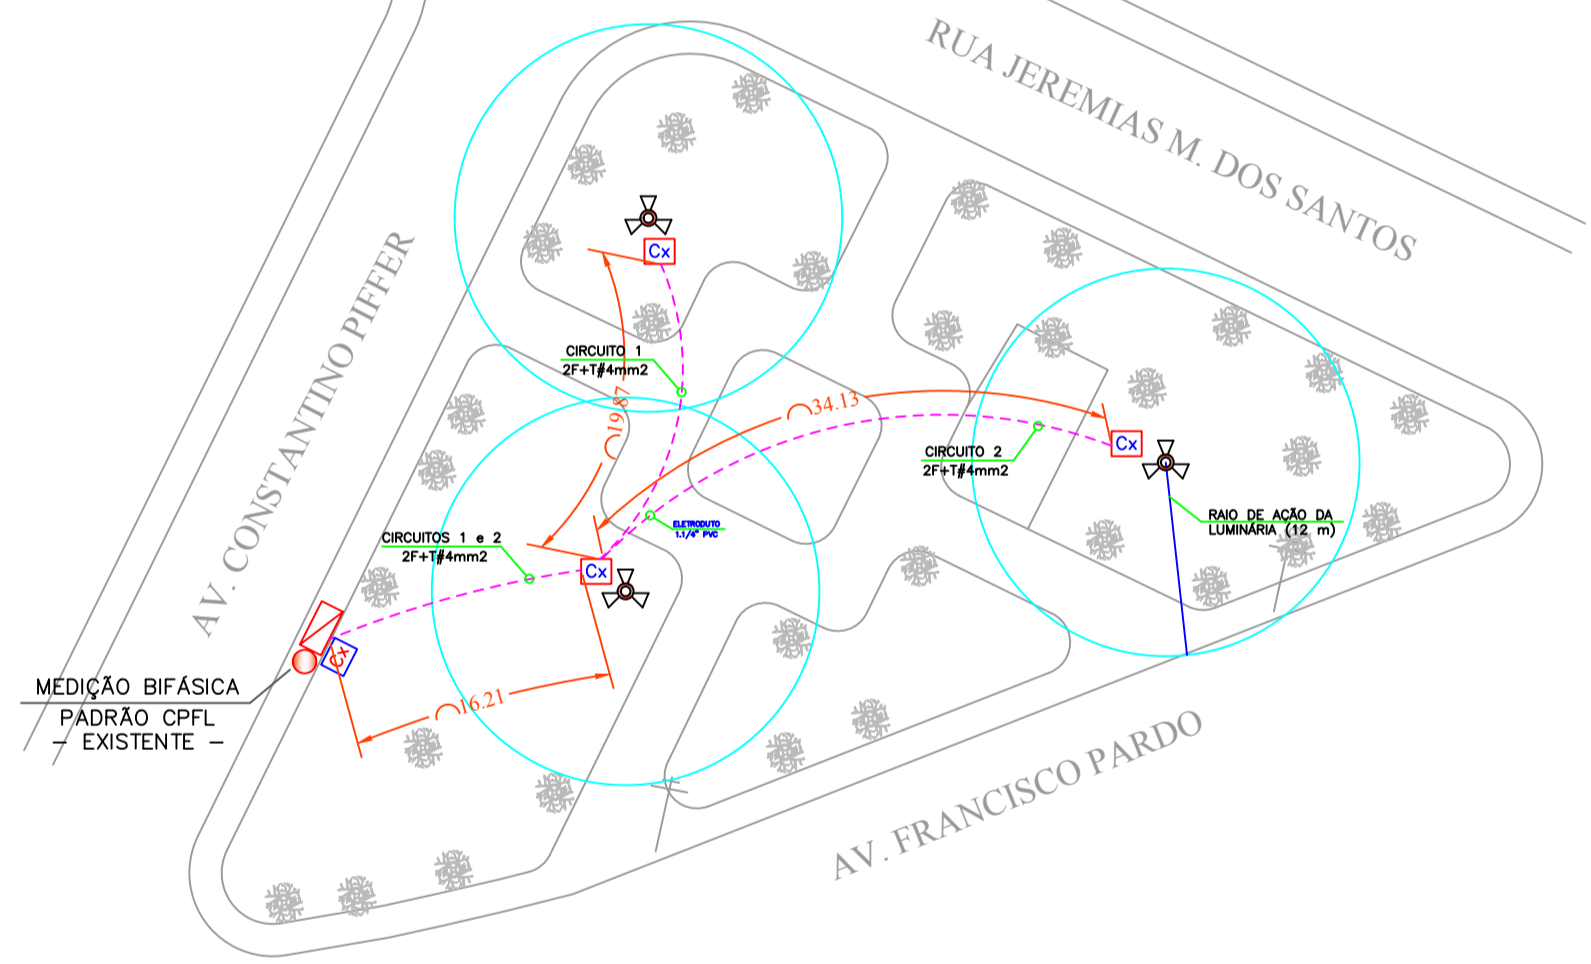 RUA JEREMIAS M. DOS SANTOS
AV. CONSTANTINO PIFFER
Cx
CIRCUITO 1
2F+T#4mm2
19.87
34.13
Cx
CIRCUITO 2
2F+T#4mm2
RAIO DE AÇÃO DA
LUMINÁRIA (12 m)
ELETRODUTO
1.1/4" PVC
CIRCUITOS 1 e 2
2F+T#4mm2
Cx
Cx
MEDIÇÃO BIFÁSICA
PADRÃO CPFL
- EXISTENTE -
16.21
AV. FRANCISCO PARDO